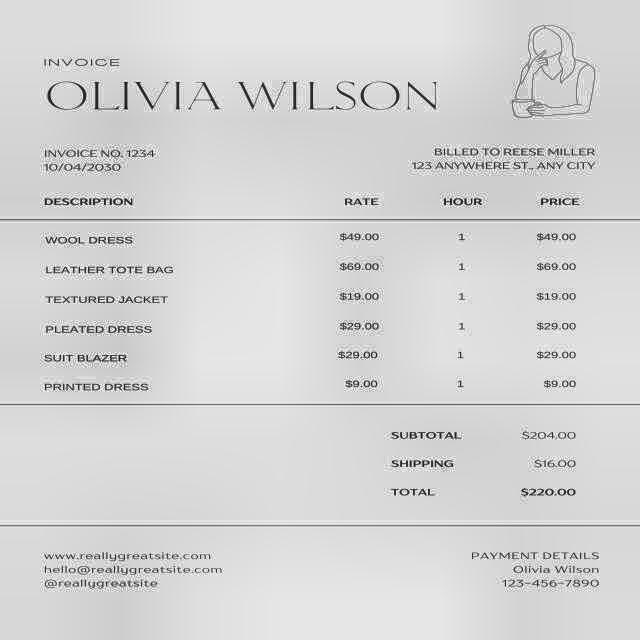 INVOICE
OLIVIA WILSON
INVOICE NO. 1234
10/04/2030
BILLED TO REESE MILLER
123 ANYWHERE ST., ANY CITY
DESCRIPTION RATE HOUR PRICE
WOOL DRESS $49.00 1 $49.00
LEATHER TOTE BAG $69.00 1 $69.00
TEXTURED JACKET $19.00 1 $19.00
PLEATED DRESS $29.00 1 $29.00
SUIT BLAZER $29.00 1 $29.00
PRINTED DRESS $9.00 1 $9.00
SUBTOTAL $204.00
SHIPPING $16.00
TOTAL $220.00
www.reallygreatsite.com
hello@reallygreatsite.com
@reallygreatsite
PAYMENT DETAILS
Olivia Wilson
123-456-7890